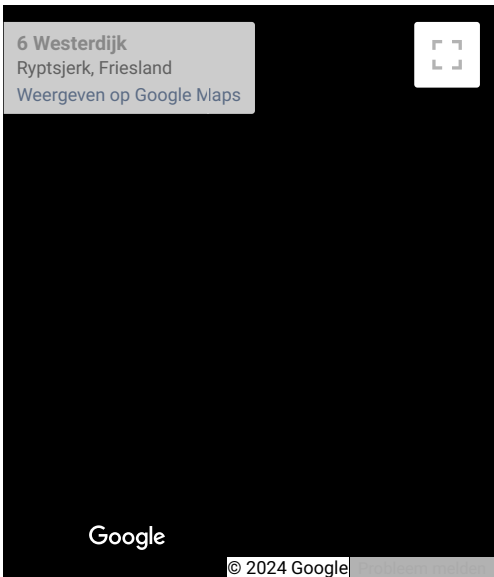 6 Westerdijk
Ryptsjerk, Friesland
Weergeven op Google Maps
Google
© 2024 Google
Probleem melden